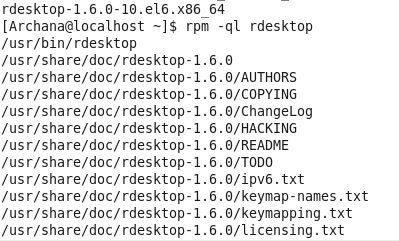 rdesktop-1.6.0-10.el6.x86_64
[Archana@localhost ~]$ rpm -ql rdesktop
/usr/bin/rdesktop
/usr/share/doc/rdesktop-1.6.0
/usr/share/doc/rdesktop-1.6.0/AUTHORS
/usr/share/doc/rdesktop-1.6.0/COPYING
/usr/share/doc/rdesktop-1.6.0/ChangeLog
/usr/share/doc/rdesktop-1.6.0/HACKING
/usr/share/doc/rdesktop-1.6.0/README
/usr/share/doc/rdesktop-1.6.0/TODO
/usr/share/doc/rdesktop-1.6.0/ipv6.txt
/usr/share/doc/rdesktop-1.6.0/keymap-names.txt
/usr/share/doc/rdesktop-1.6.0/keymapping.txt
/usr/share/doc/rdesktop-1.6.0/licensing.txt